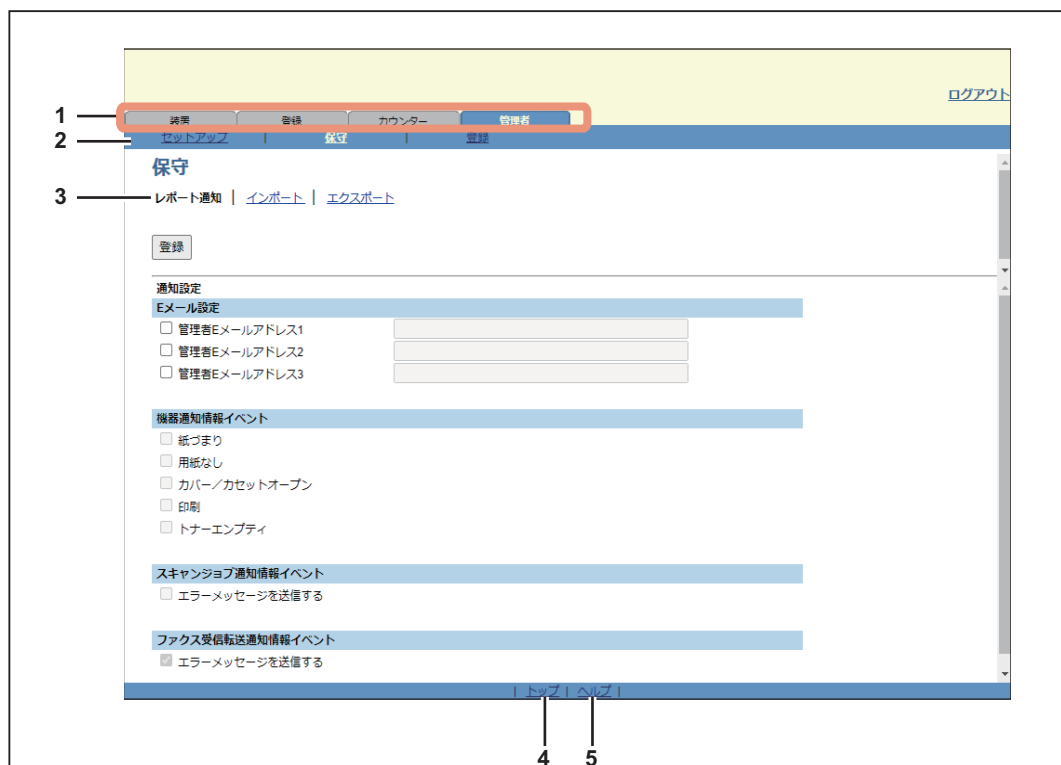 ログアウト
1
装置 登録 カウンター 管理者
2
セットアップ | 保守 | 登録
保守
3
レポート通知 | インポート | エクスポート
登録
通知設定
Eメール設定
管理者Eメールアドレス1
管理者Eメールアドレス2
管理者Eメールアドレス3
機器通知情報イベント
紙づまり
用紙なし
カバー／カセットオープン
印刷
トナーエンプティ
スキャンジョブ通知情報イベント
エラーメッセージを送信する
ファクス受信転送通知情報イベント
エラーメッセージを送信する
| トップ | ヘルプ |
4 5